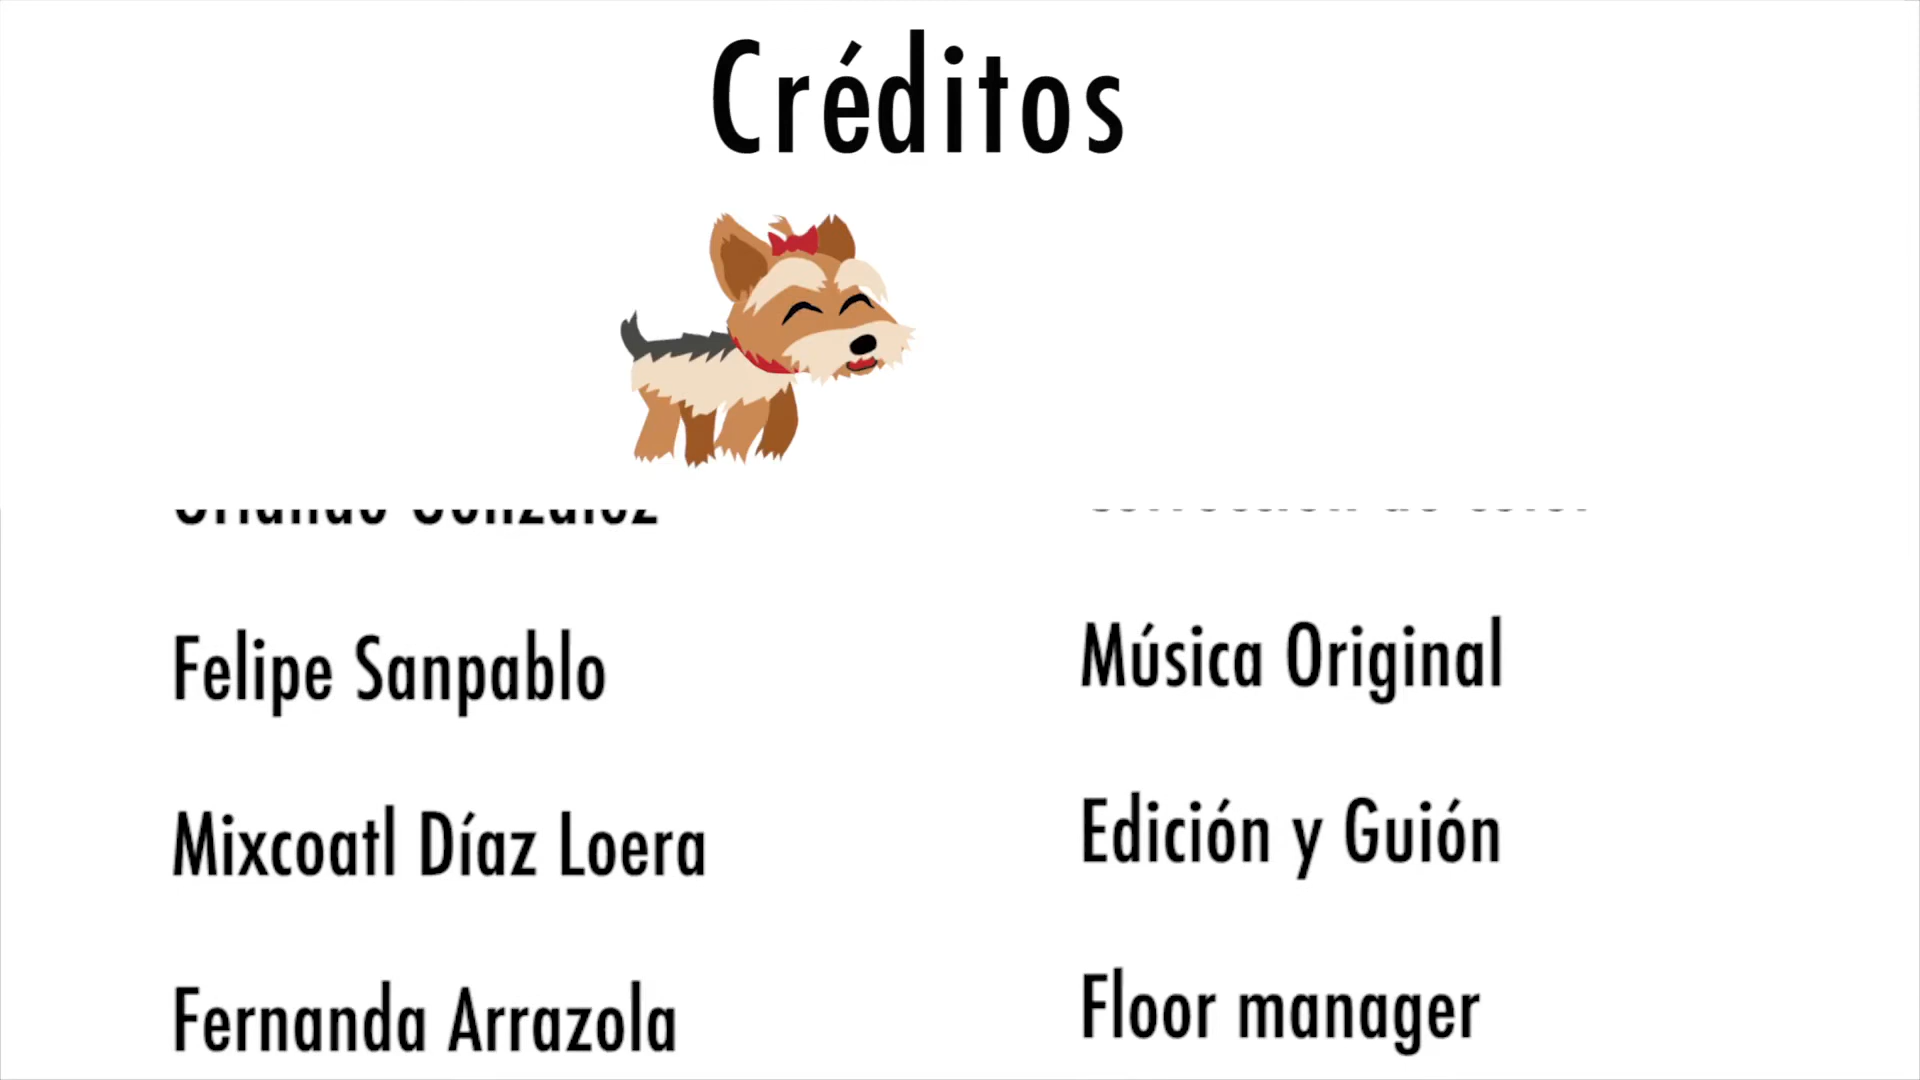 Créditos
Felipe Sanpablo Música Original
Mixcoatl Díaz Loera Edición y Guión
Fernanda Arrazola Floor manager